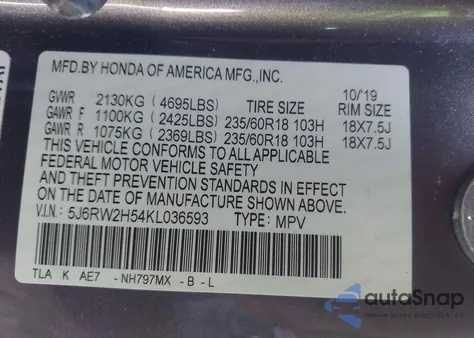 MFD.BY HONDA OF AMERICA MFG.,INC.
10/'19
GVWR 2130KG (4695LBS) TIRE SIZE RIM SIZE
GAWR F 1100KG (2425LBS) 235/60R18 103H 18X7.5J
GAWR R 1075KG (2369LBS) 235/60R18 103H 18X7.5J
THIS VEHICLE CONFORMS TO ALL APPLICABLE
FEDERAL MOTOR VEHICLE SAFETY
AND THEFT PREVENTION STANDARDS IN EFFECT
ON THE DATE OF MANUFACTURE SHOWN ABOVE.
V.I.N.: 5J6RW2H54KL036593 TYPE: MPV
TLA K AE7 -NH797MX -B -L
autoSnap